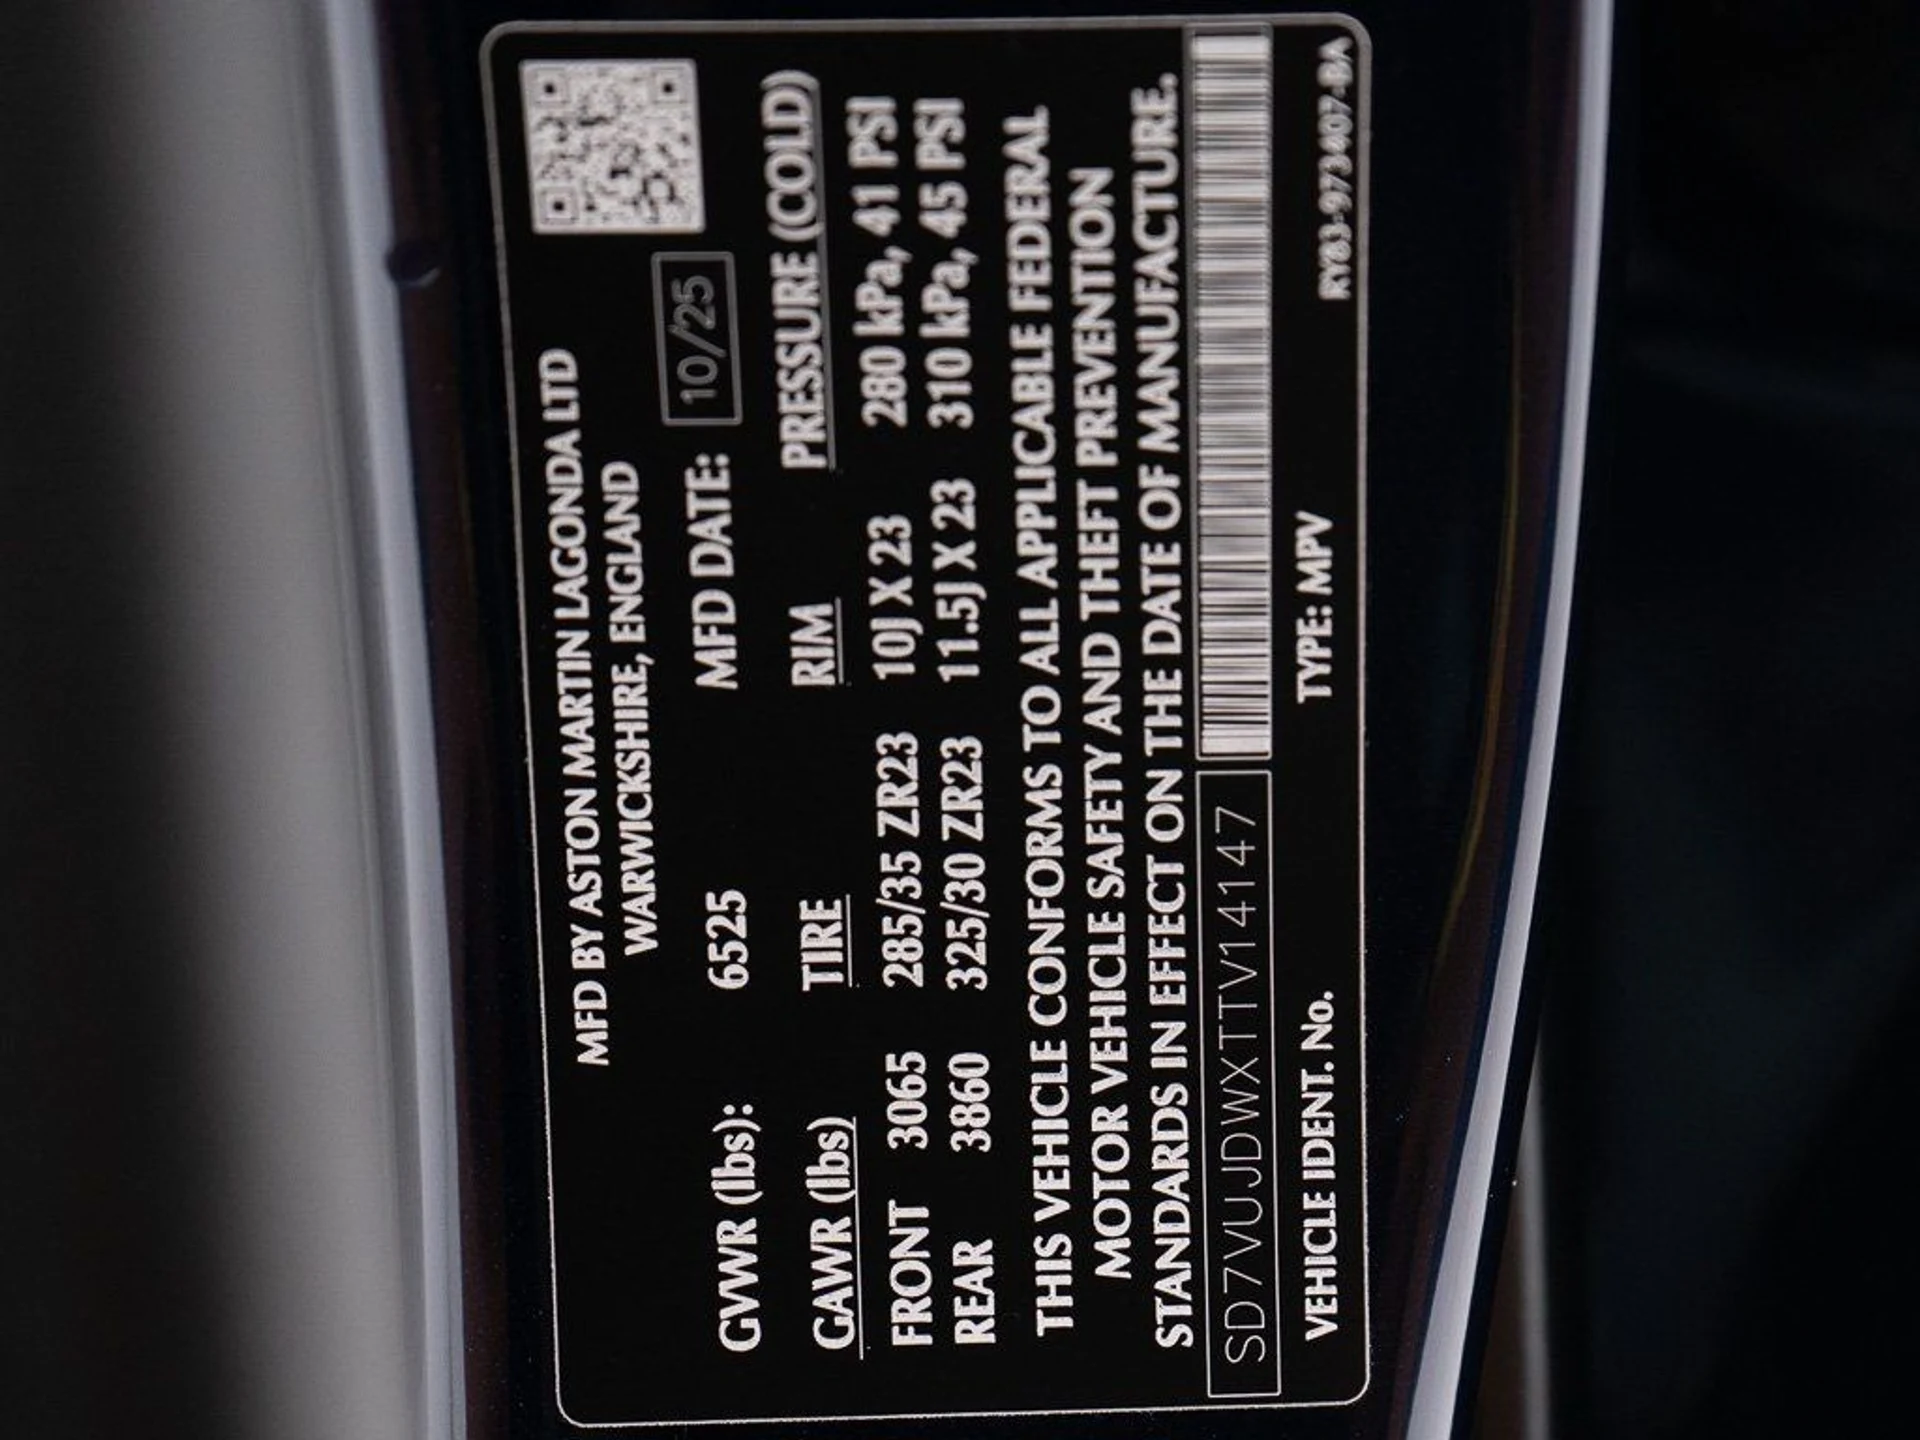 MFD BY ASTON MARTIN LAGONDA LTD
WARWICKSHIRE, ENGLAND
GVWR (lbs): 6525 MFD DATE: 10/25
GAWR (lbs) TIRE RIM PRESSURE (COLD)
FRONT 3065 285/35 ZR23 10J X 23 280 kPa, 41 PSI
REAR 3860 325/30 ZR23 11.5J X 23 310 kPa, 45 PSI
THIS VEHICLE CONFORMS TO ALL APPLICABLE FEDERAL
MOTOR VEHICLE SAFETY AND THEFT PREVENTION
STANDARDS IN EFFECT ON THE DATE OF MANUFACTURE.
SD7VUJDWXTTV14147
VEHICLE IDENT. No. TYPE: MPV RY83-973407-BA